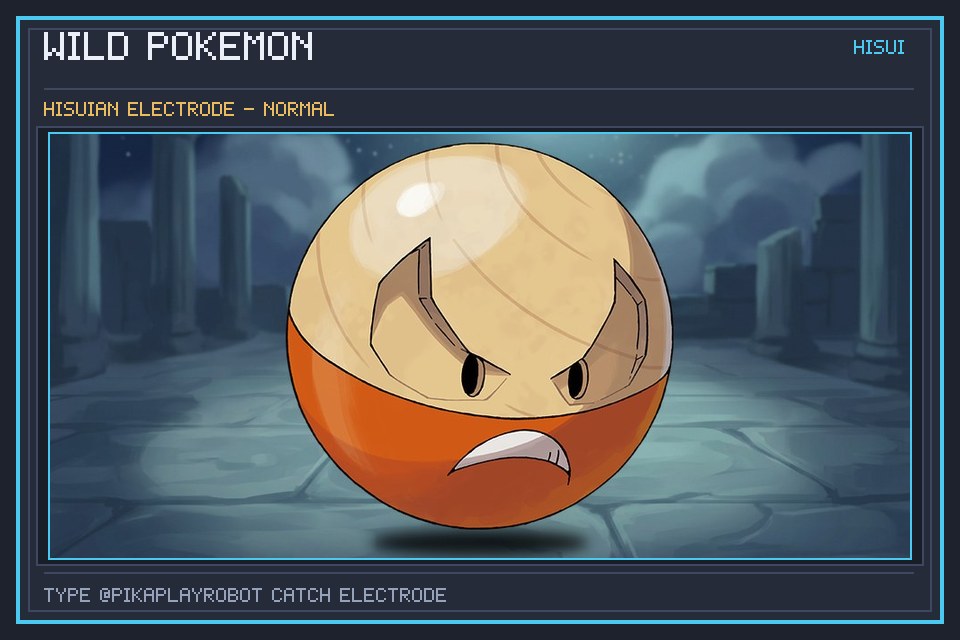 WILD POKEMON
HISUI
HISUIAN ELECTRODE - NORMAL
TYPE @PIKAPLAYROBOT CATCH ELECTRODE